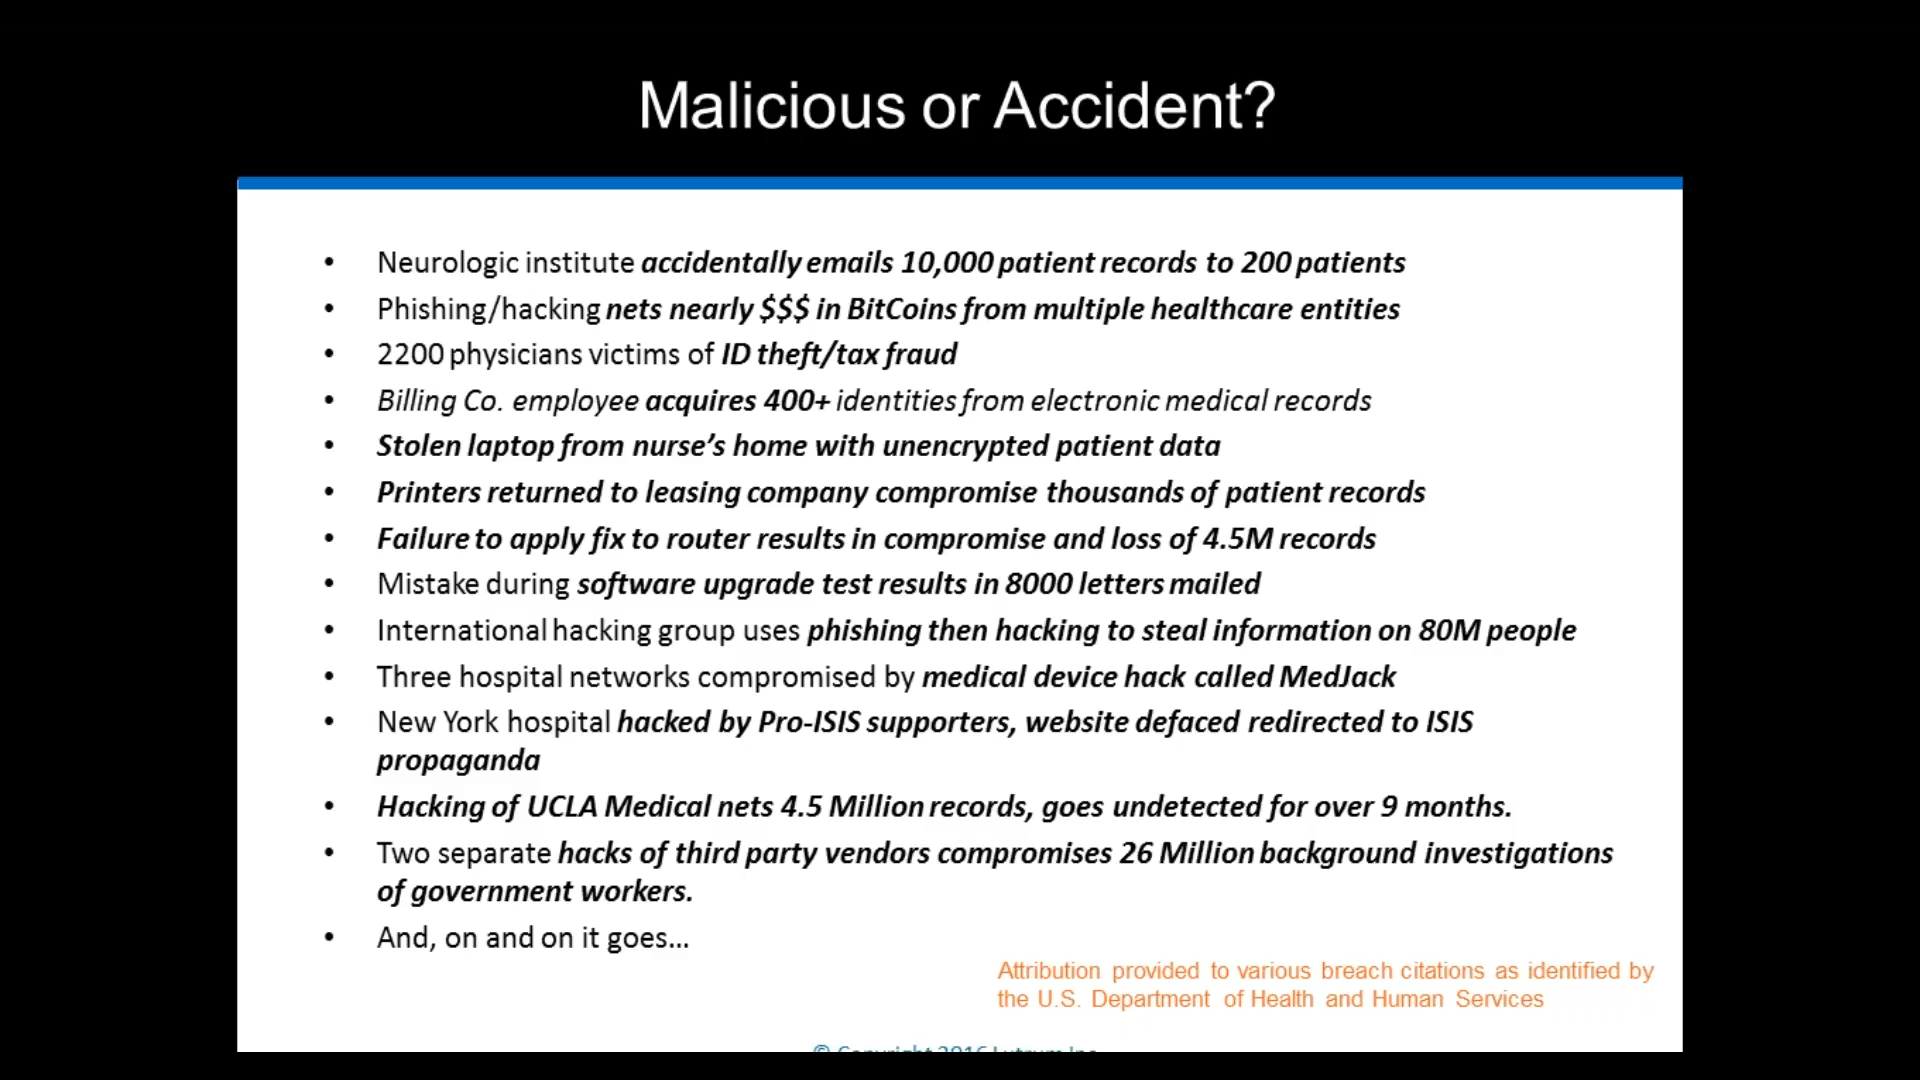 Malicious or Accident?
• Neurologic institute accidentally emails 10,000 patient records to 200 patients
• Phishing/hacking nets nearly $$$ in BitCoins from multiple healthcare entities
• 2200 physicians victims of ID theft/tax fraud
• Billing Co. employee acquires 400+ identities from electronic medical records
• Stolen laptop from nurse’s home with unencrypted patient data
• Printers returned to leasing company compromise thousands of patient records
• Failure to apply fix to router results in compromise and loss of 4.5M records
• Mistake during software upgrade test results in 8000 letters mailed
• International hacking group uses phishing then hacking to steal information on 80M people
• Three hospital networks compromised by medical device hack called MedJack
• New York hospital hacked by Pro-ISIS supporters, website defaced redirected to ISIS
propaganda
• Hacking of UCLA Medical nets 4.5 Million records, goes undetected for over 9 months.
• Two separate hacks of third party vendors compromises 26 Million background investigations
of government workers.
• And, on and on it goes…
Attribution provided to various breach citations as identified by
the U.S. Department of Health and Human Services
© Copyright 2016